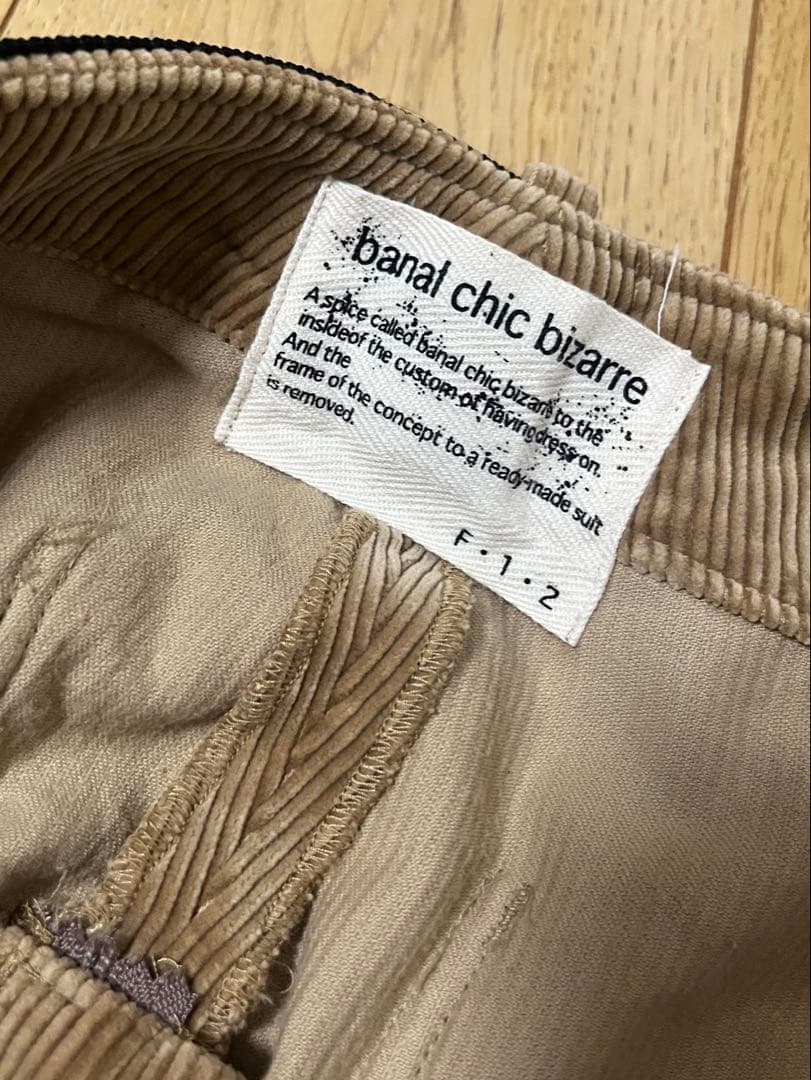 banal chic bizarre
A spice called banal chic bizarre to the
insideof the custom of havingdress on.
And the
frame of the concept to a ready-made suit
is removed.
F・1・2